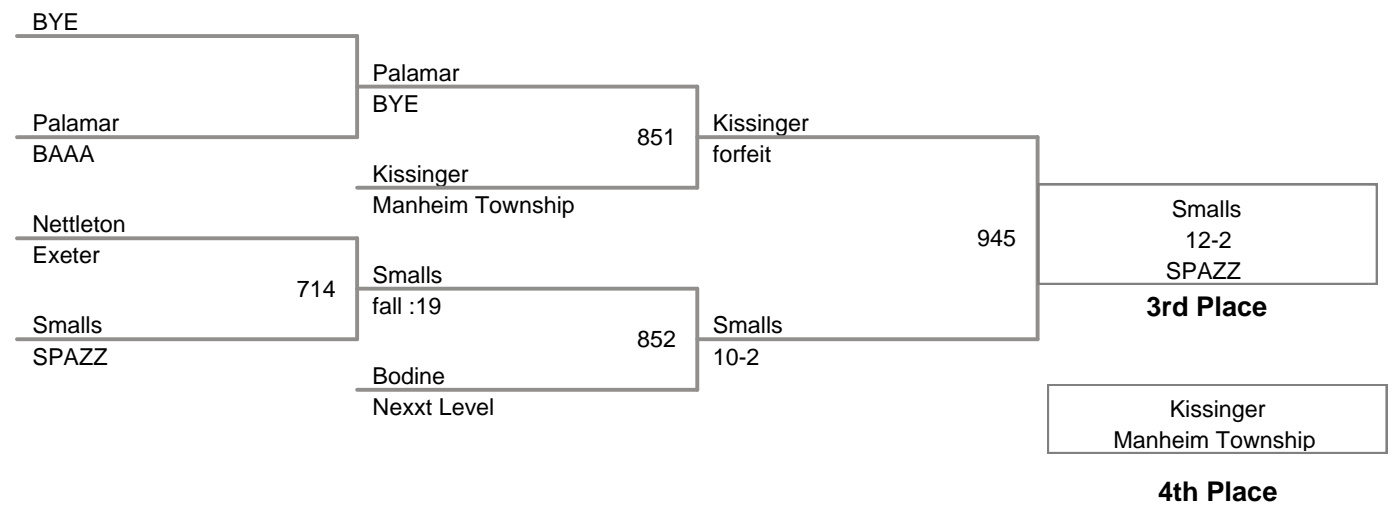 BYE
Palamar
BAAA
Nettleton
Exeter
714
Smalls
SPAZZ
Palamar
BYE
851
Kissinger
Manheim Township
Smalls
fall :19
852
Bodine
Nexxt Level
Kissinger
forfeit
945
Smalls
10-2
Smalls
12-2
SPAZZ
3rd Place
Kissinger
Manheim Township
4th Place